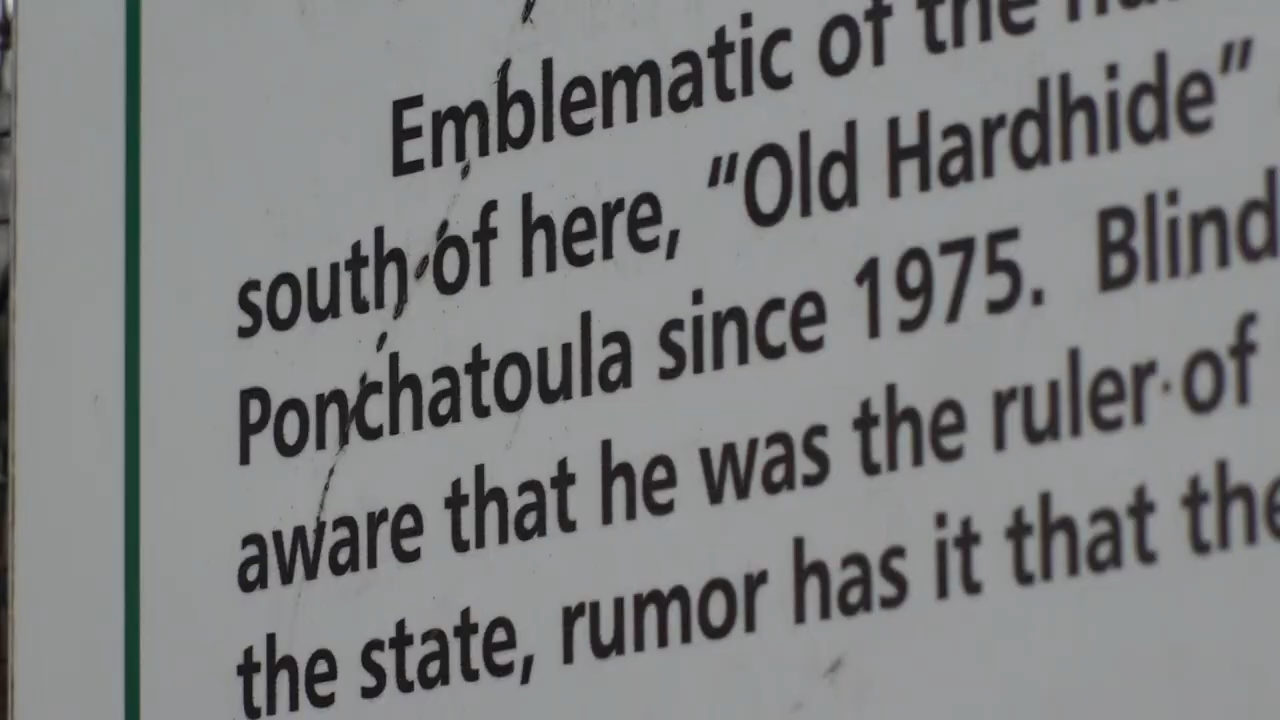 Emblematic of the
south of here, “Old Hardhide”
Ponchatoula since 1975. Blind
aware that he was the ruler of
the state, rumor has it that the